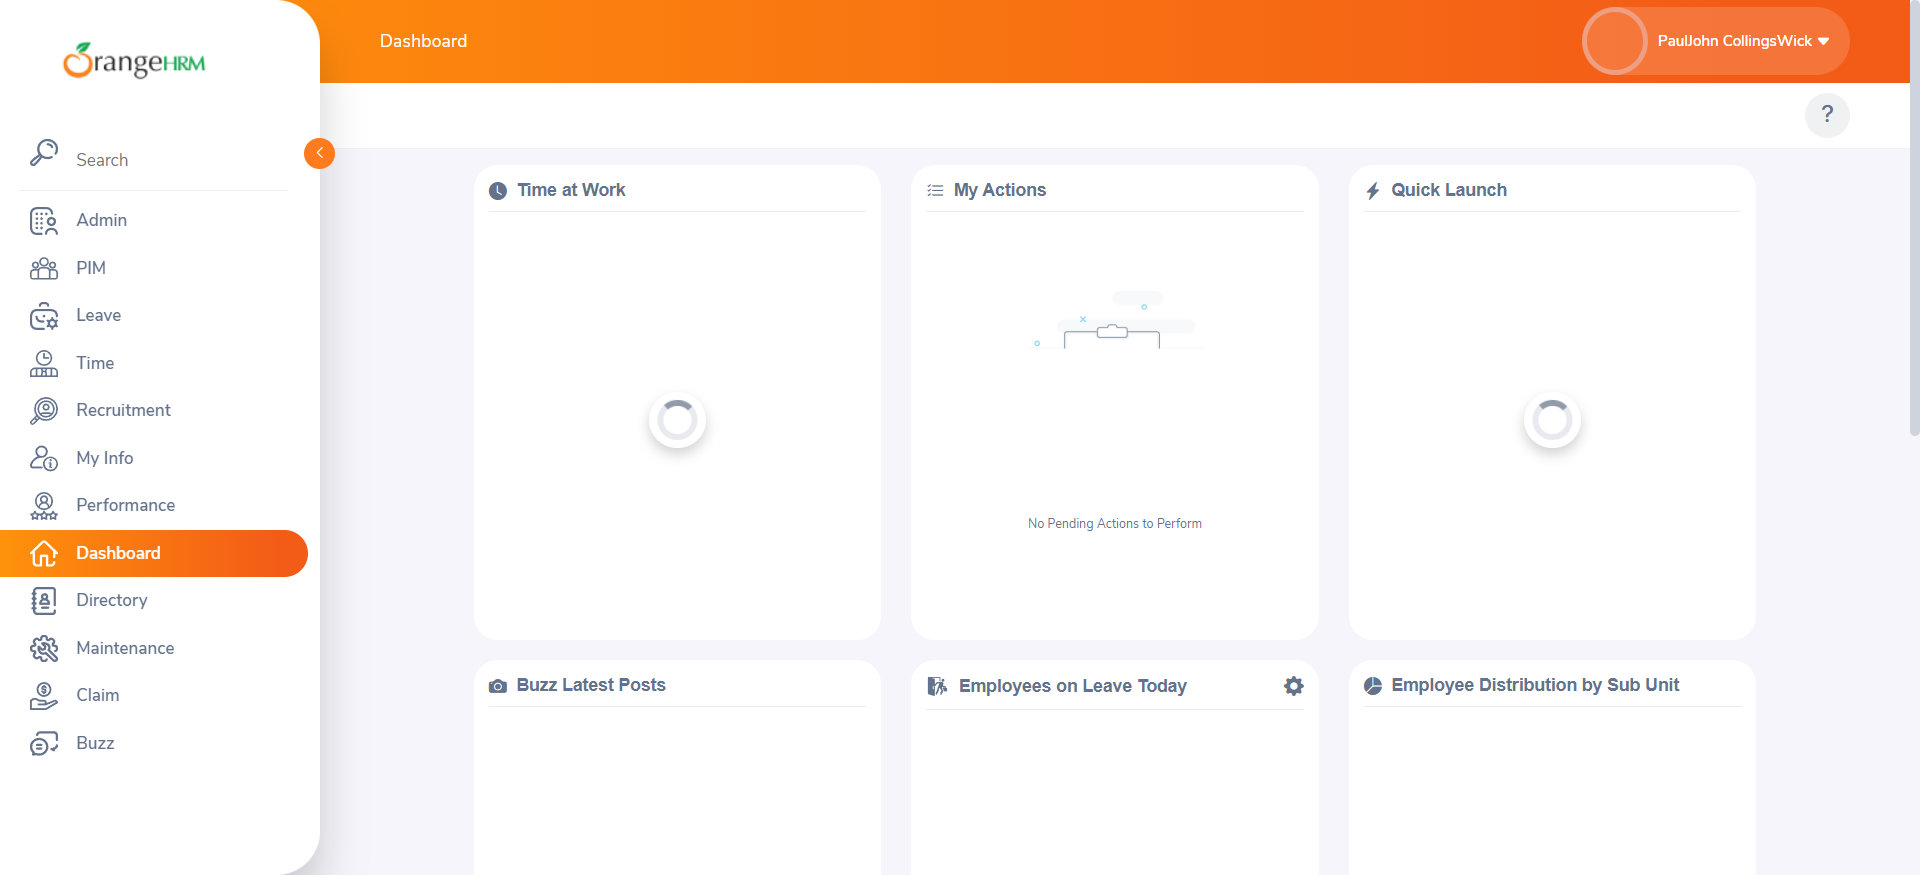 OrangeHRM
Dashboard
PaulJohn CollingsWick
?
Search
Admin
PIM
Leave
Time
Recruitment
My Info
Performance
Dashboard
Directory
Maintenance
Claim
Buzz
Time at Work
My Actions
No Pending Actions to Perform
Quick Launch
Buzz Latest Posts
Employees on Leave Today
Employee Distribution by Sub Unit